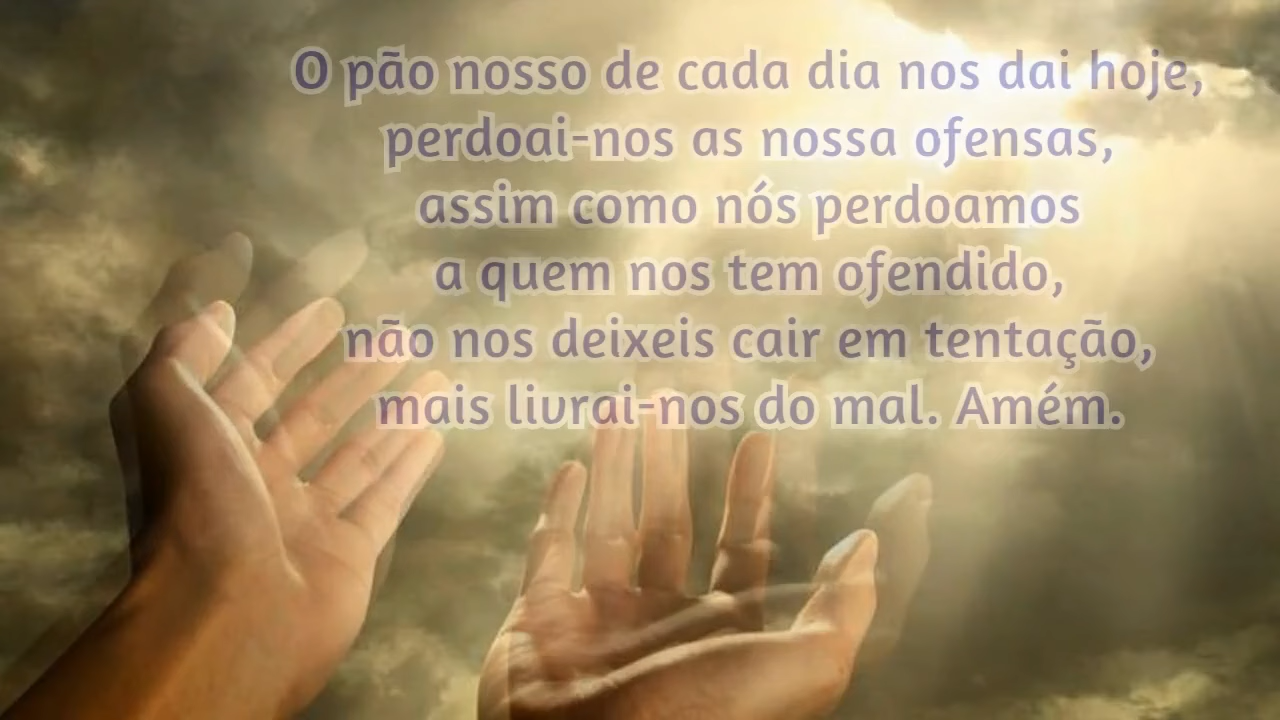 O pão nosso de cada dia nos dai hoje,
perdoai-nos as nossa ofensas,
assim como nós perdoamos
a quem nos tem ofendido,
não nos deixeis cair em tentação,
mais livrai-nos do mal. Amém.